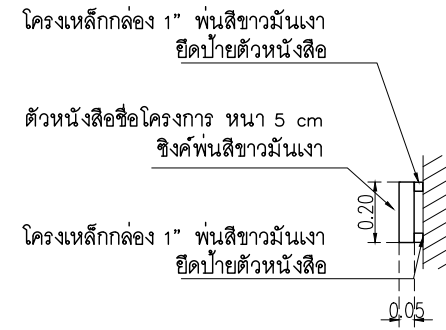 โครงเหล็กกล่อง 1" พ่นสีขาวมันเงา
ยึดป้ายตัวหนังสือ
ตัวหนังสือชื่อโครงการ หนา 5 cm
ซิงค์พ่นสีขาวมันเงา
0.20
โครงเหล็กกล่อง 1" พ่นสีขาวมันเงา
ยึดป้ายตัวหนังสือ
0.05